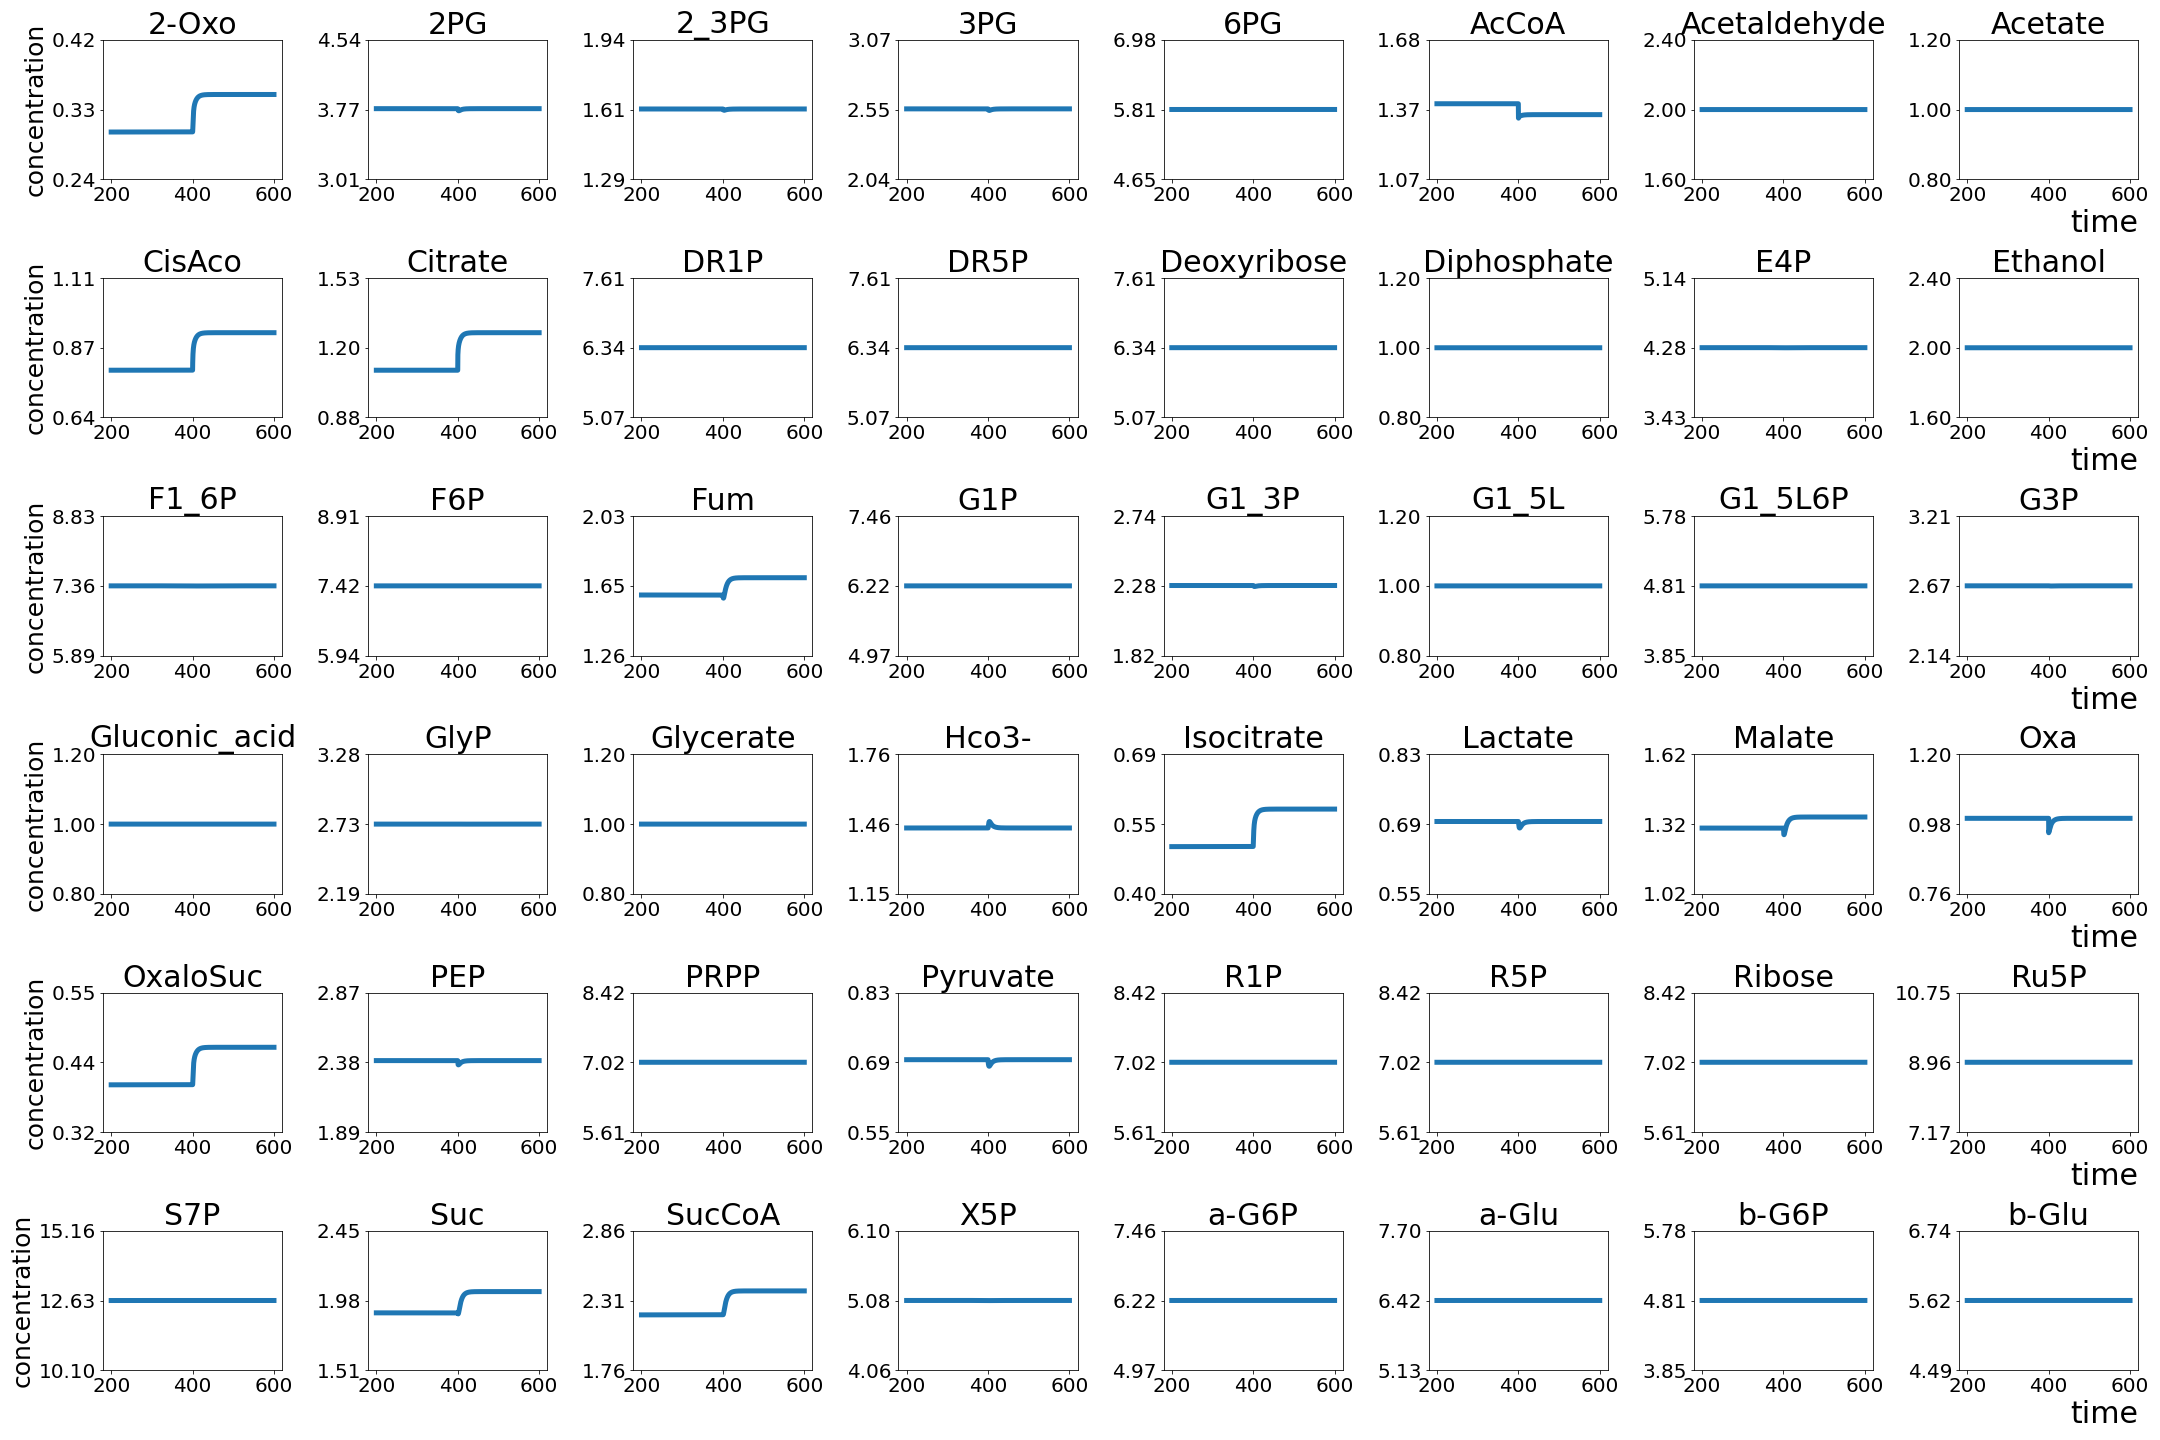 2-Oxo 2PG 2_3PG 3PG 6PG AcCoA Acetaldehyde Acetate
concentration
0.42 4.54 1.94 3.07 6.98 1.68 2.40 1.20
0.33 3.77 1.61 2.55 5.81 1.37 2.00 1.00
0.24 3.01 1.29 2.04 4.65 1.07 1.60 0.80
200 400 600 200 400 600 200 400 600 200 400 600 200 400 600 200 400 600 200 400 600 200 400 600
time
CisAco Citrate DR1P DR5P Deoxyribose Diphosphate E4P Ethanol
concentration
1.11 1.53 7.61 7.61 7.61 1.20 5.14 2.40
0.87 1.20 6.34 6.34 6.34 1.00 4.28 2.00
0.64 0.88 5.07 5.07 5.07 0.80 3.43 1.60
200 400 600 200 400 600 200 400 600 200 400 600 200 400 600 200 400 600 200 400 600 200 400 600
time
F1_6P F6P Fum G1P G1_3P G1_5L G1_5L6P G3P
concentration
8.83 8.91 2.03 7.46 2.74 1.20 5.78 3.21
7.36 7.42 1.65 6.22 2.28 1.00 4.81 2.67
5.89 5.94 1.26 4.97 1.82 0.80 3.85 2.14
200 400 600 200 400 600 200 400 600 200 400 600 200 400 600 200 400 600 200 400 600 200 400 600
time
Gluconic_acid GlyP Glycerate Hco3- Isocitrate Lactate Malate Oxa
concentration
1.20 3.28 1.20 1.76 0.69 0.83 1.62 1.20
1.00 2.73 1.00 1.46 0.55 0.69 1.32 0.98
0.80 2.19 0.80 1.15 0.40 0.55 1.02 0.76
200 400 600 200 400 600 200 400 600 200 400 600 200 400 600 200 400 600 200 400 600 200 400 600
time
OxaloSuc PEP PRPP Pyruvate R1P R5P Ribose Ru5P
concentration
0.55 2.87 8.42 0.83 8.42 8.42 8.42 10.75
0.44 2.38 7.02 0.69 7.02 7.02 7.02 8.96
0.32 1.89 5.61 0.55 5.61 5.61 5.61 7.17
200 400 600 200 400 600 200 400 600 200 400 600 200 400 600 200 400 600 200 400 600 200 400 600
time
S7P Suc SucCoA X5P a-G6P a-Glu b-G6P b-Glu
concentration
15.16 2.45 2.86 6.10 7.46 7.70 5.78 6.74
12.63 1.98 2.31 5.08 6.22 6.42 4.81 5.62
10.10 1.51 1.76 4.06 4.97 5.13 3.85 4.49
200 400 600 200 400 600 200 400 600 200 400 600 200 400 600 200 400 600 200 400 600 200 400 600
time